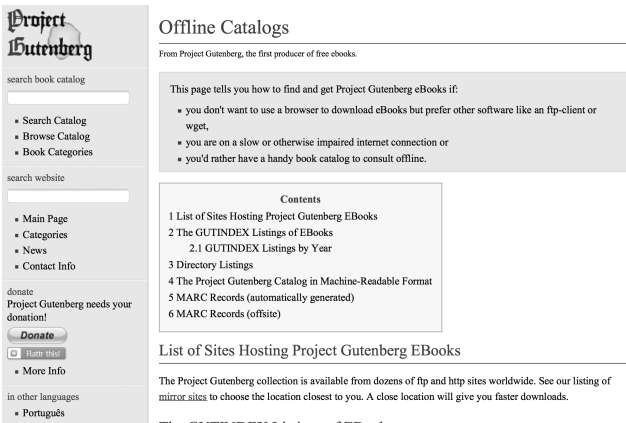 Project
Gutenberg
search book catalog
Search Catalog
Browse Catalog
Book Categories
search website
Main Page
Categories
News
Contact Info
donate
Project Gutenberg needs your
donation!
Donate
Flattr this!
More Info
in other languages
Português
Offline Catalogs
From Project Gutenberg, the first producer of free ebooks.
This page tells you how to find and get Project Gutenberg eBooks if:
you don't want to use a browser to download eBooks but prefer other software like an ftp-client or
wget,
you are on a slow or otherwise impaired internet connection or
you'd rather have a handy book catalog to consult offline.
Contents
1 List of Sites Hosting Project Gutenberg EBooks
2 The GUTINDEX Listings of EBooks
2.1 GUTINDEX Listings by Year
3 Directory Listings
4 The Project Gutenberg Catalog in Machine-Readable Format
5 MARC Records (automatically generated)
6 MARC Records (offsite)
List of Sites Hosting Project Gutenberg EBooks
The Project Gutenberg collection is available from dozens of ftp and http sites worldwide. See our listing of
mirror sites to choose the location closest to you. A close location will give you faster downloads.